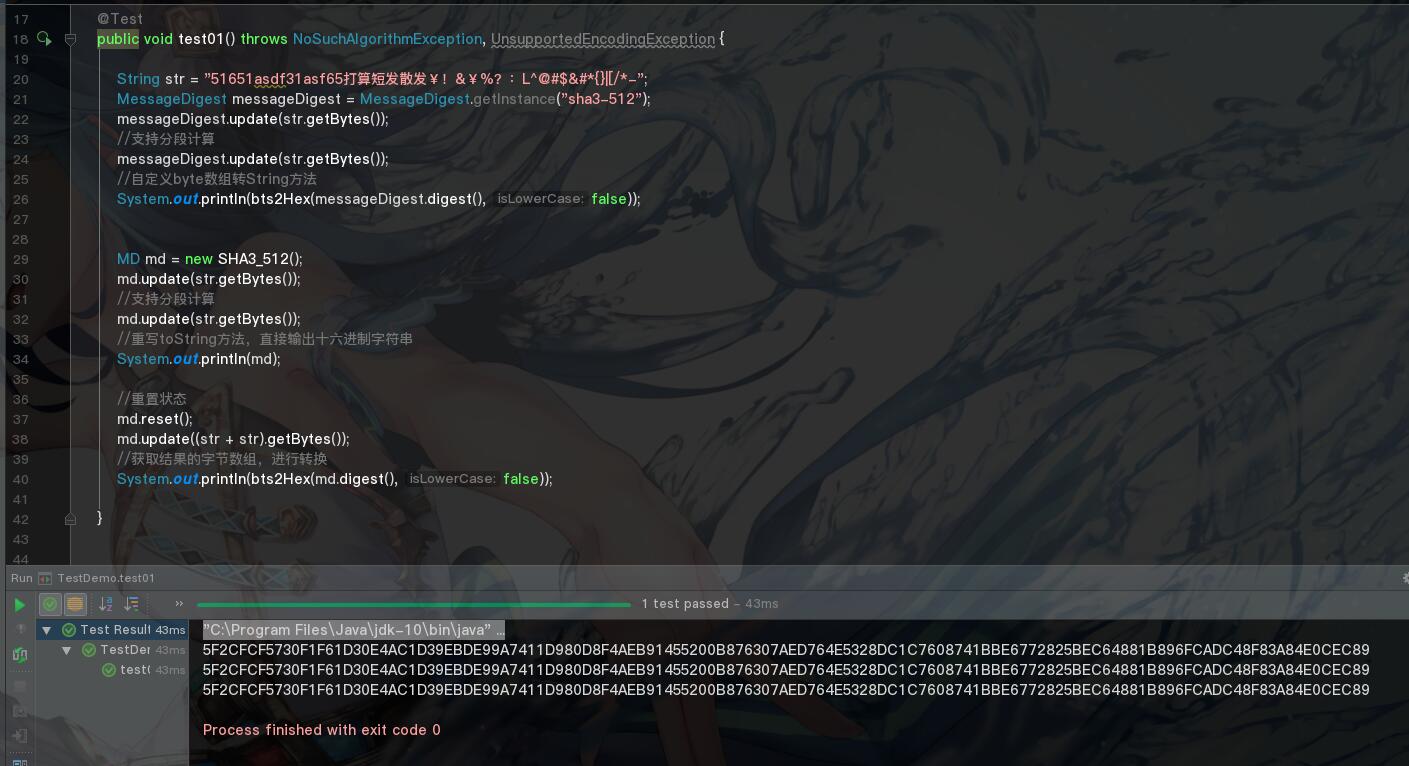 17 @Test
18 public void test01() throws NoSuchAlgorithmException, UnsupportedEncodingException {
19
20 String str = "51651asdf31asf65打算短发散发￥！＆￥％？：L^@#$&#*{}|[/*-";
21 MessageDigest messageDigest = MessageDigest.getInstance("sha3-512");
22 messageDigest.update(str.getBytes());
23 //支持分段计算
24 messageDigest.update(str.getBytes());
25 //自定义byte数组转String方法
26 System.out.println(bts2Hex(messageDigest.digest(), isLowerCase: false));
27
28
29 MD md = new SHA3_512();
30 md.update(str.getBytes());
31 //支持分段计算
32 md.update(str.getBytes());
33 //重写toString方法，直接输出十六进制字符串
34 System.out.println(md);
35
36 //重置状态
37 md.reset();
38 md.update((str + str).getBytes());
39 //获取结果的字节数组，进行转换
40 System.out.println(bts2Hex(md.digest(), isLowerCase: false));
41
42 }
43
44
Run TestDemo.test01
» 1 test passed – 43ms
Test Result 43ms "C:\Program Files\Java\jdk-10\bin\java" ...
TestDer 43ms 5F2CFCF5730F1F61D30E4AC1D39EBDE99A7411D980D8F4AEB91455200B876307AED764E5328DC1C7608741BBE6772825BEC64881B896FCADC48F83A84E0CEC89
test( 43ms 5F2CFCF5730F1F61D30E4AC1D39EBDE99A7411D980D8F4AEB91455200B876307AED764E5328DC1C7608741BBE6772825BEC64881B896FCADC48F83A84E0CEC89
5F2CFCF5730F1F61D30E4AC1D39EBDE99A7411D980D8F4AEB91455200B876307AED764E5328DC1C7608741BBE6772825BEC64881B896FCADC48F83A84E0CEC89
Process finished with exit code 0